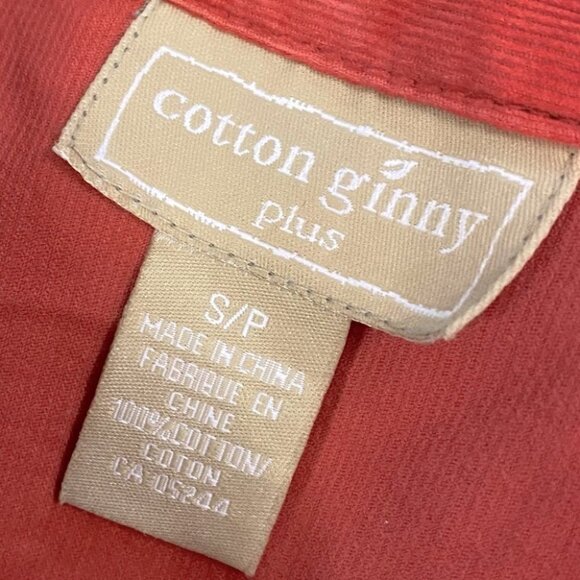 cotton ginny
plus
S/P
MADE IN CHINA
FABRIQUE EN
CHINE
100%COTTON/
COTON
CA 05244